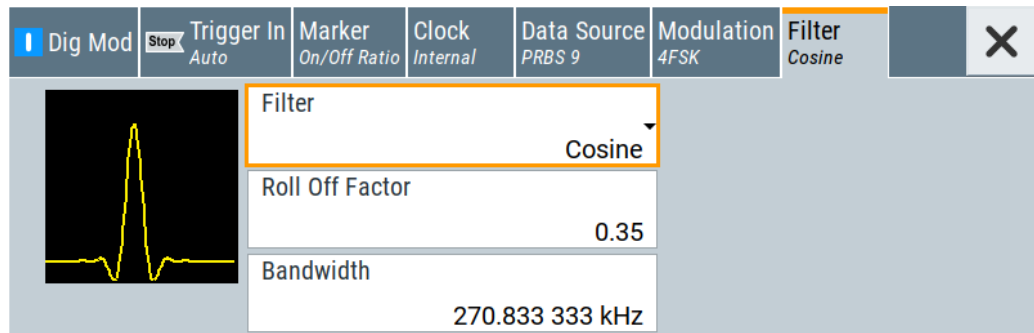 Dig Mod
Stop
Trigger In
Auto
Marker
On/Off Ratio
Clock
Internal
Data Source
PRBS 9
Modulation
4FSK
Filter
Cosine
Filter
Cosine
Roll Off Factor
0.35
Bandwidth
270.833 333 kHz